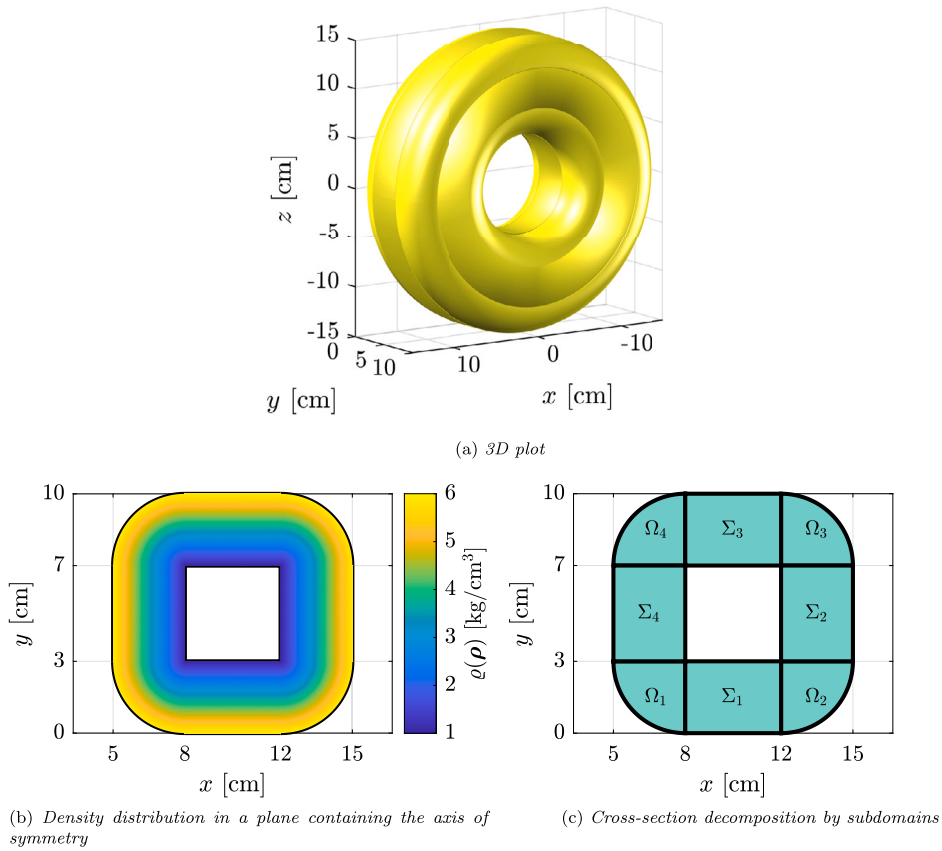 15
10
5
0
-5
-10
-15
z [cm]
0
5
10
y [cm]
10
0
-10
x [cm]
(a) 3D plot
10
7
3
0
y [cm]
5
8
12
15
x [cm]
6
5
4
3
2
1
ϱ(ρ) [kg/cm³]
(b) Density distribution in a plane containing the axis of
symmetry
10
7
3
0
y [cm]
Ω₄
Σ₃
Ω₃
Σ₄
Σ₂
Ω₁
Σ₁
Ω₂
5
8
12
15
x [cm]
(c) Cross-section decomposition by subdomains